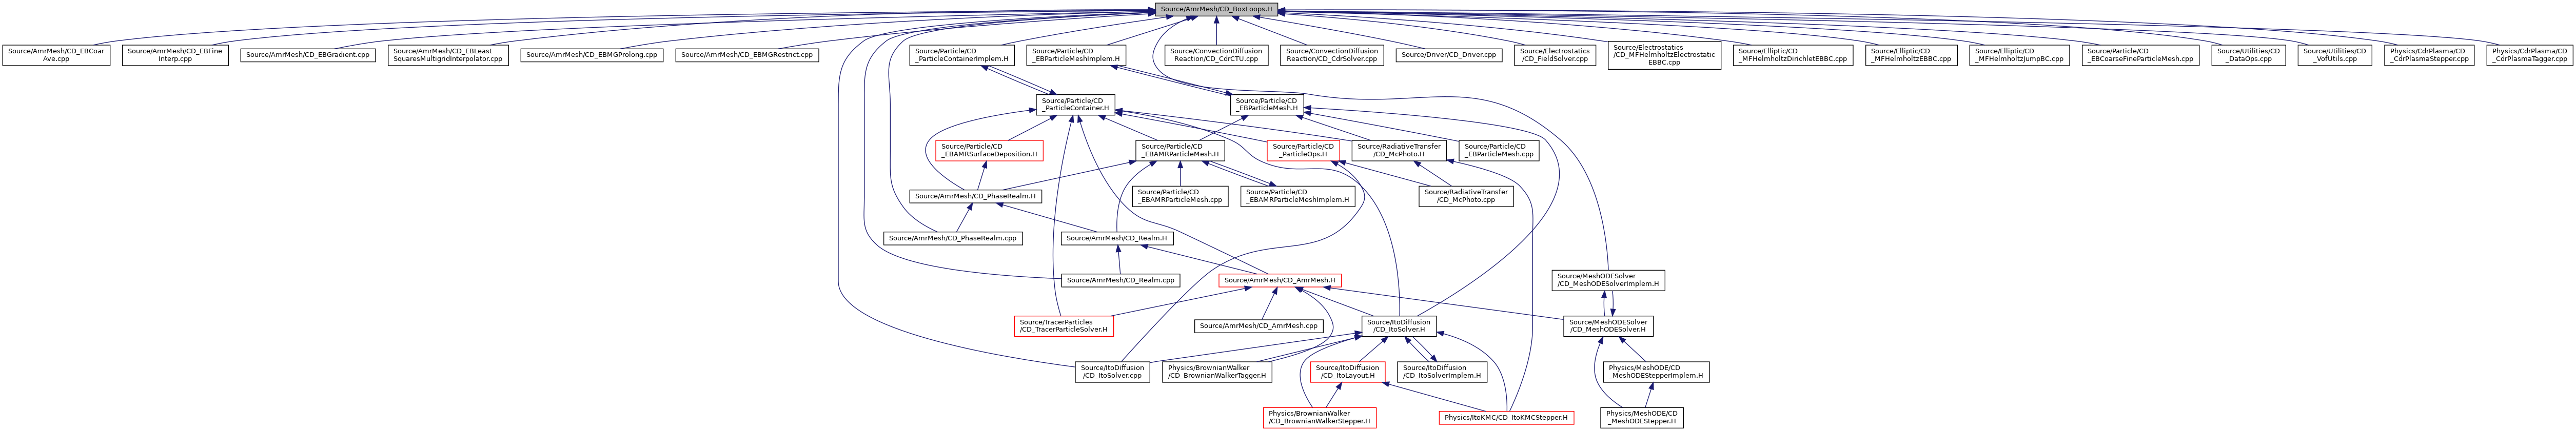 Source/AmrMesh/CD_BoxLoops.H
Source/AmrMesh/CD_EBCoar
Ave.cpp
Source/AmrMesh/CD_EBFine
Interp.cpp
Source/AmrMesh/CD_EBGradient.cpp
Source/AmrMesh/CD_EBLeast
SquaresMultigridInterpolator.cpp
Source/AmrMesh/CD_EBMGProlong.cpp
Source/AmrMesh/CD_EBMGRestrict.cpp
Source/Particle/CD
_ParticleContainerImplem.H
Source/Particle/CD
_EBParticleMeshImplem.H
Source/ConvectionDiffusion
Reaction/CD_CdrCTU.cpp
Source/ConvectionDiffusion
Reaction/CD_CdrSolver.cpp
Source/Driver/CD_Driver.cpp
Source/Electrostatics
/CD_FieldSolver.cpp
Source/Electrostatics
/CD_MFHelmholtzElectrostatic
EBBC.cpp
Source/Elliptic/CD
_MFHelmholtzDirichletEBBC.cpp
Source/Elliptic/CD
_MFHelmholtzEBBC.cpp
Source/Elliptic/CD
_MFHelmholtzJumpBC.cpp
Source/Particle/CD
_EBCoarseFineParticleMesh.cpp
Source/Utilities/CD
_DataOps.cpp
Source/Utilities/CD
_VofUtils.cpp
Physics/CdrPlasma/CD
_CdrPlasmaStepper.cpp
Physics/CdrPlasma/CD
_CdrPlasmaTagger.cpp
Source/Particle/CD
_ParticleContainer.H
Source/Particle/CD
_EBParticleMesh.H
Source/Particle/CD
_EBAMRSurfaceDeposition.H
Source/Particle/CD
_EBAMRParticleMesh.H
Source/Particle/CD
_ParticleOps.H
Source/RadiativeTransfer
/CD_McPhoto.H
Source/Particle/CD
_EBParticleMesh.cpp
Source/AmrMesh/CD_PhaseRealm.H
Source/Particle/CD
_EBAMRParticleMesh.cpp
Source/Particle/CD
_EBAMRParticleMeshImplem.H
Source/RadiativeTransfer
/CD_McPhoto.cpp
Source/AmrMesh/CD_PhaseRealm.cpp
Source/AmrMesh/CD_Realm.H
Source/AmrMesh/CD_Realm.cpp
Source/AmrMesh/CD_AmrMesh.H
Source/MeshODESolver
/CD_MeshODESolverImplem.H
Source/TracerParticles
/CD_TracerParticleSolver.H
Source/AmrMesh/CD_AmrMesh.cpp
Source/ItoDiffusion
/CD_ItoSolver.H
Source/MeshODESolver
/CD_MeshODESolver.H
Source/ItoDiffusion
/CD_ItoSolver.cpp
Physics/BrownianWalker
/CD_BrownianWalkerTagger.H
Source/ItoDiffusion
/CD_ItoLayout.H
Source/ItoDiffusion
/CD_ItoSolverImplem.H
Physics/MeshODE/CD
_MeshODEStepperImplem.H
Physics/BrownianWalker
/CD_BrownianWalkerStepper.H
Physics/ItoKMC/CD_ItoKMCStepper.H
Physics/MeshODE/CD
_MeshODEStepper.H